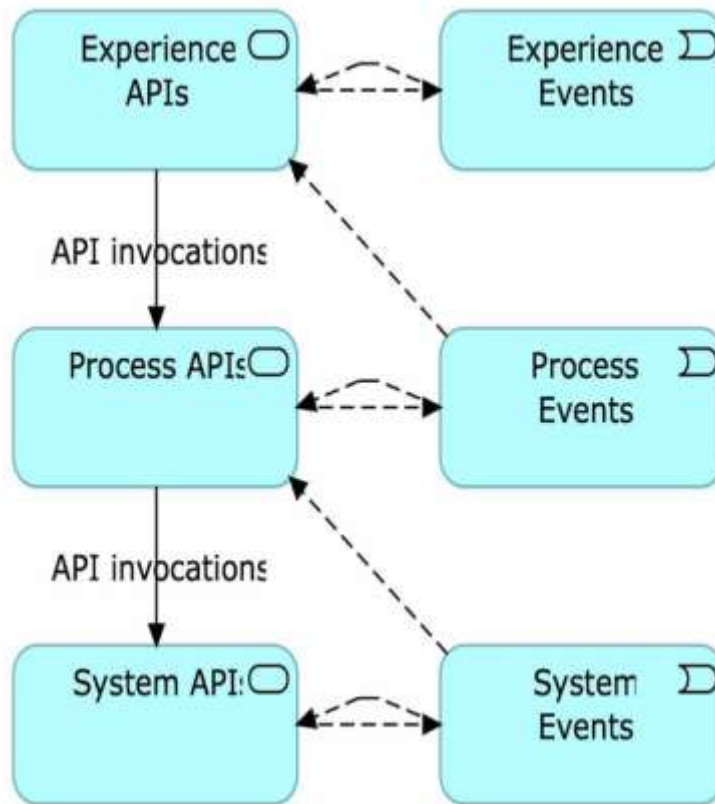 Experience
APIs
Experience
Events
API invocations
Process APIs
Process
Events
API invocations
System APIs
System
Events